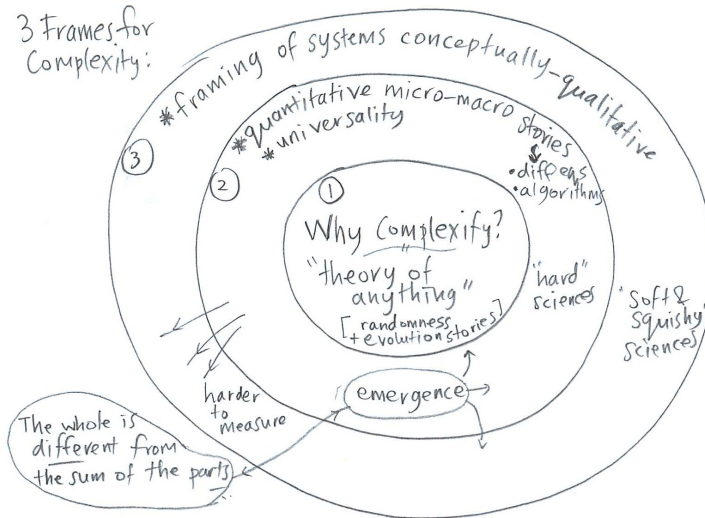 3 Frames for
Complexity:
*framing of systems conceptually-qualitative
*quantitative micro-macro stories
*universality
•diff eqs
•algorithms
3
2
1
Why Complexify?
"theory of
anything"
[randomness
+evolution stories]
"hard"
sciences
"soft &
squishy"
sciences
harder
to
measure
emergence
The whole is
different from
the sum of the parts